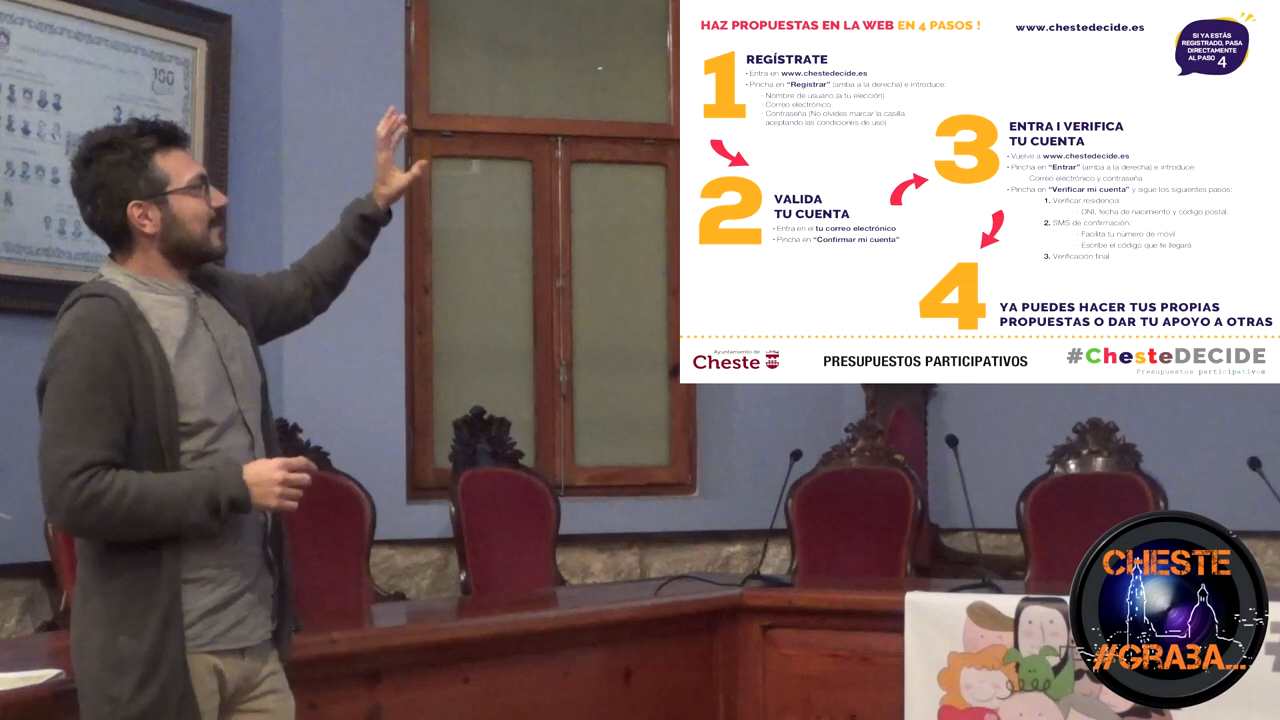 100
HAZ PROPUESTAS EN LA WEB EN 4 PASOS !
www.chestedecide.es
SI YA ESTÁS
REGISTRADO, PASA
DIRECTAMENTE
AL PASO 4
1
REGÍSTRATE
• Entra en www.chestedecide.es
• Pincha en “Registrar” (arriba a la derecha) e introduce:
- Nombre de usuario (a tu elección)
- Correo electrónico
- Contraseña (No olvides marcar la casilla
aceptando las condiciones de uso)
2
VALIDA
TU CUENTA
• Entra en el tu correo electrónico
• Pincha en “Confirmar mi cuenta”
3
ENTRA I VERIFICA
TU CUENTA
• Vuelve a www.chestedecide.es
• Pincha en “Entrar” (arriba a la derecha) e introduce:
Correo electrónico y contraseña
• Pincha en “Verificar mi cuenta” y sigue los siguientes pasos:
1. Verificar residencia:
- DNI, fecha de nacimiento y código postal.
2. SMS de confirmación:
- Facilita tu número de móvil
- Escribe el código que te llegará
3. Verificación final
4
YA PUEDES HACER TUS PROPIAS
PROPUESTAS O DAR TU APOYO A OTRAS
Ayuntamiento de
Cheste
PRESUPUESTOS PARTICIPATIVOS
#ChesteDECIDE
Presupuestos participativos
CHESTE
#GRABA...